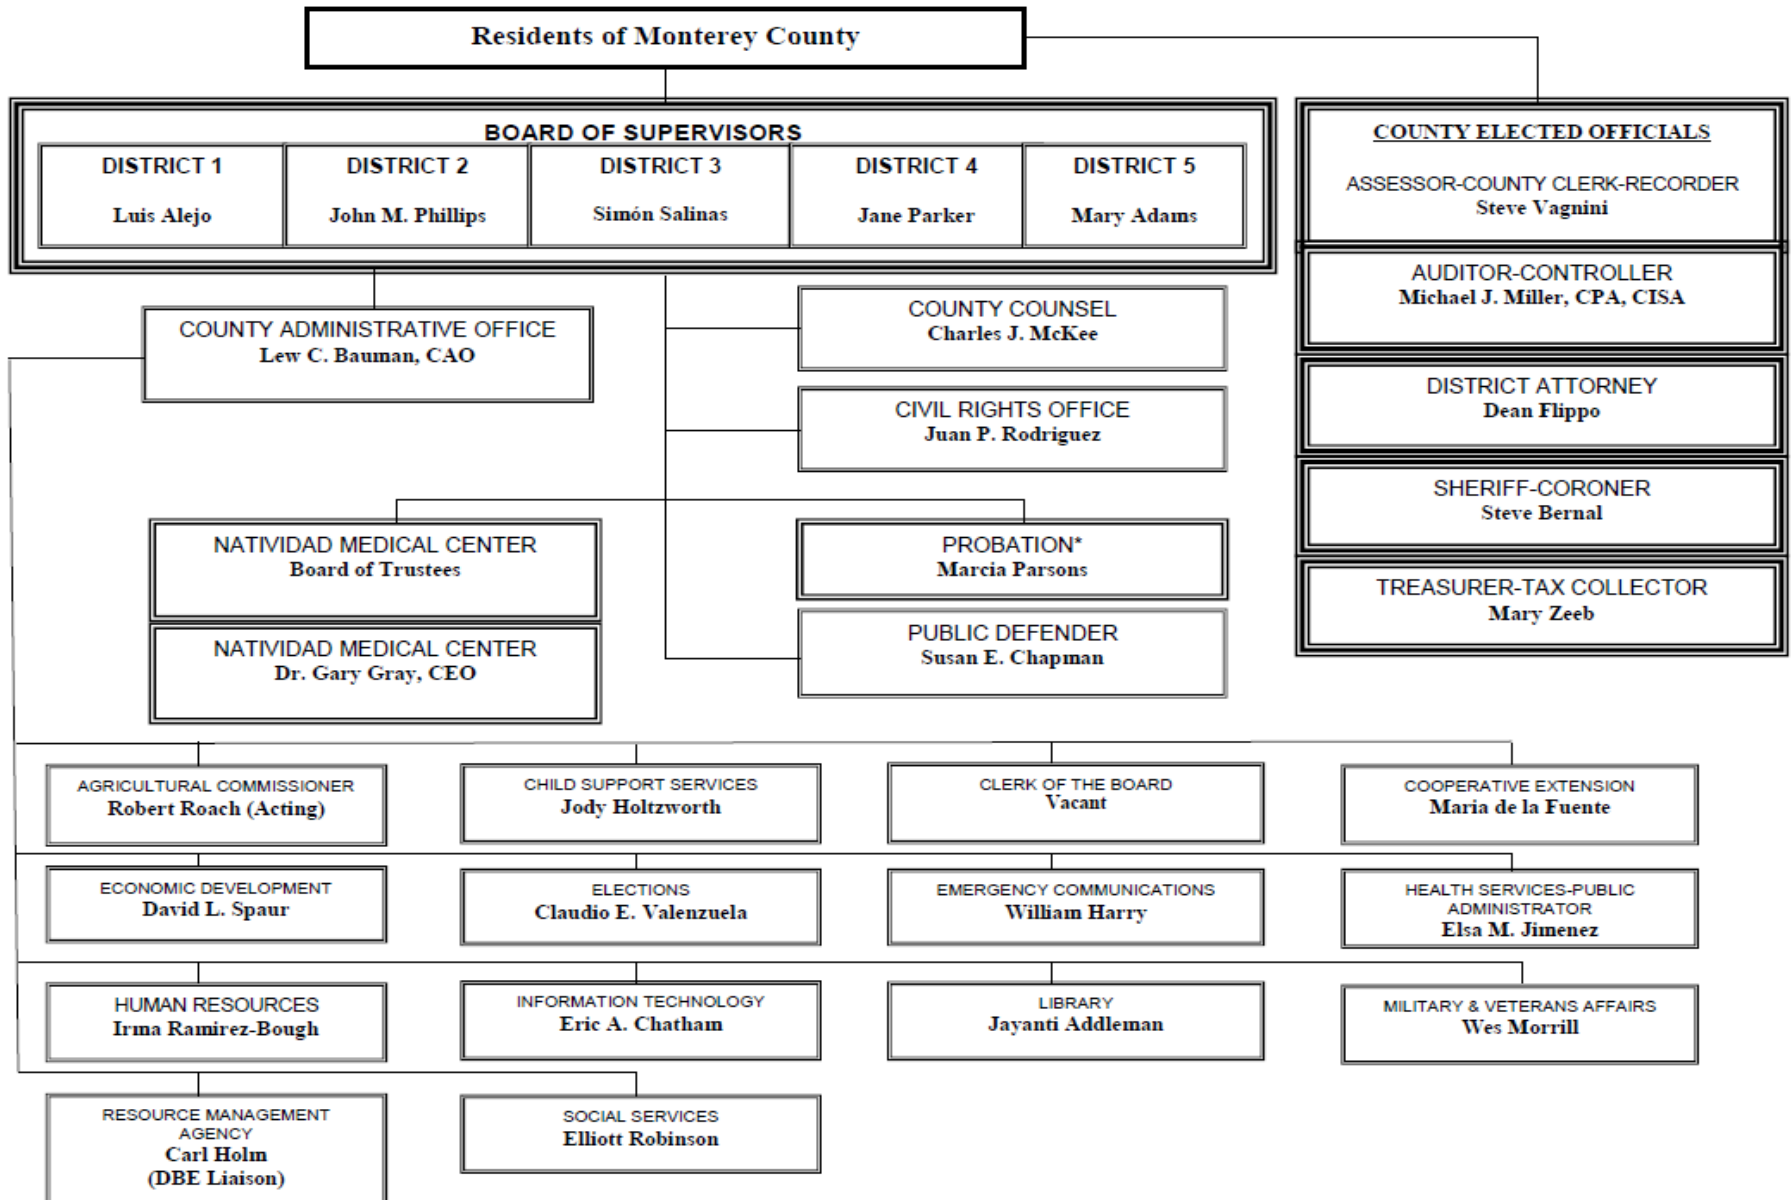 Residents of Monterey County
BOARD OF SUPERVISORS
DISTRICT 1
Luis Alejo
DISTRICT 2
John M. Phillips
DISTRICT 3
Simón Salinas
DISTRICT 4
Jane Parker
DISTRICT 5
Mary Adams
COUNTY ELECTED OFFICIALS
ASSESSOR-COUNTY CLERK-RECORDER
Steve Vagnini
AUDITOR-CONTROLLER
Michael J. Miller, CPA, CISA
DISTRICT ATTORNEY
Dean Flippo
SHERIFF-CORONER
Steve Bernal
TREASURER-TAX COLLECTOR
Mary Zeeb
COUNTY ADMINISTRATIVE OFFICE
Lew C. Bauman, CAO
COUNTY COUNSEL
Charles J. McKee
CIVIL RIGHTS OFFICE
Juan P. Rodriguez
NATIVIDAD MEDICAL CENTER
Board of Trustees
NATIVIDAD MEDICAL CENTER
Dr. Gary Gray, CEO
PROBATION*
Marcia Parsons
PUBLIC DEFENDER
Susan E. Chapman
AGRICULTURAL COMMISSIONER
Robert Roach (Acting)
CHILD SUPPORT SERVICES
Jody Holtzworth
CLERK OF THE BOARD
Vacant
COOPERATIVE EXTENSION
Maria de la Fuente
ECONOMIC DEVELOPMENT
David L. Spaur
ELECTIONS
Claudio E. Valenzuela
EMERGENCY COMMUNICATIONS
William Harry
HEALTH SERVICES-PUBLIC
ADMINISTRATOR
Elsa M. Jimenez
HUMAN RESOURCES
Irma Ramirez-Bough
INFORMATION TECHNOLOGY
Eric A. Chatham
LIBRARY
Jayanti Addleman
MILITARY & VETERANS AFFAIRS
Wes Morrill
RESOURCE MANAGEMENT
AGENCY
Carl Holm
(DBE Liaison)
SOCIAL SERVICES
Elliott Robinson